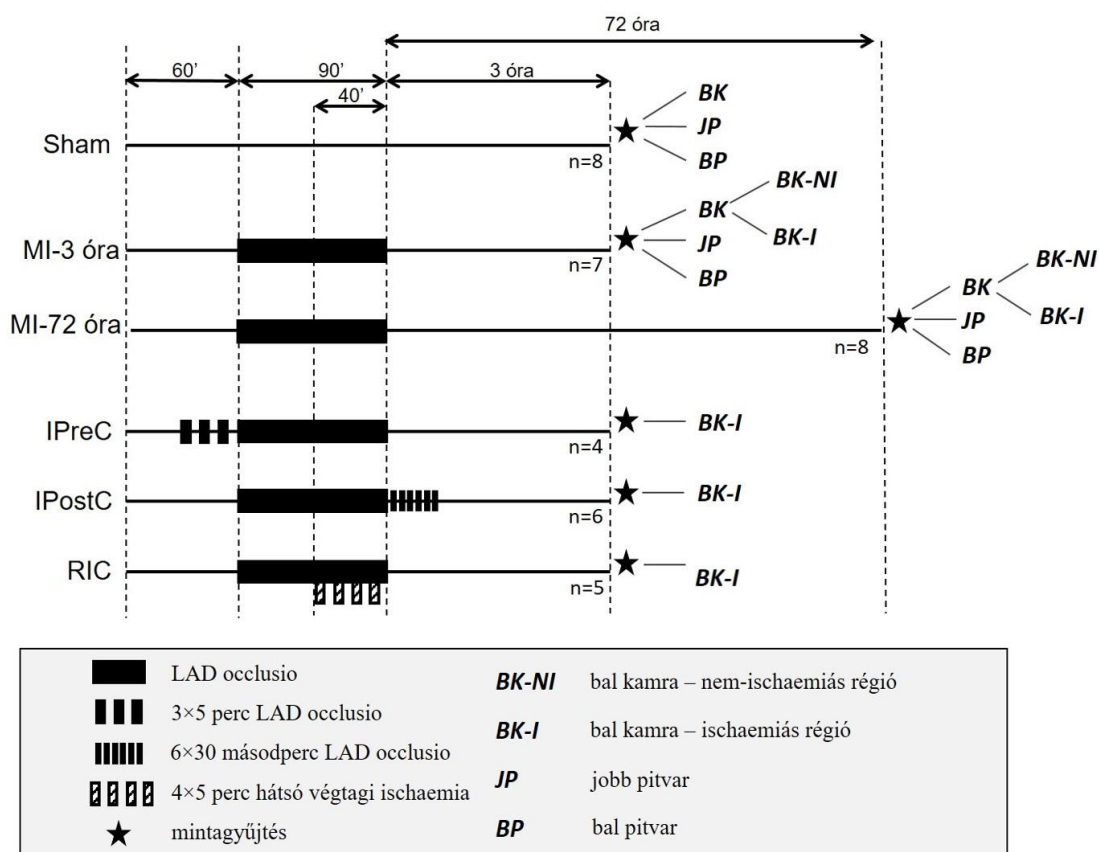 72 óra
60’ 90’ 3 óra
40’
Sham n=8 BK JP BP
MI-3 óra n=7 BK JP BP BK-NI BK-I
MI-72 óra n=8 BK JP BP BK-NI BK-I
IPreC n=4 BK-I
IPostC n=6 BK-I
RIC n=5 BK-I
LAD occlusio
3×5 perc LAD occlusio
6×30 másodperc LAD occlusio
4×5 perc hátsó végtagi ischaemia
mintagyűjtés
BK-NI bal kamra – nem-ischaemiás régió
BK-I bal kamra – ischaemiás régió
JP jobb pitvar
BP bal pitvar